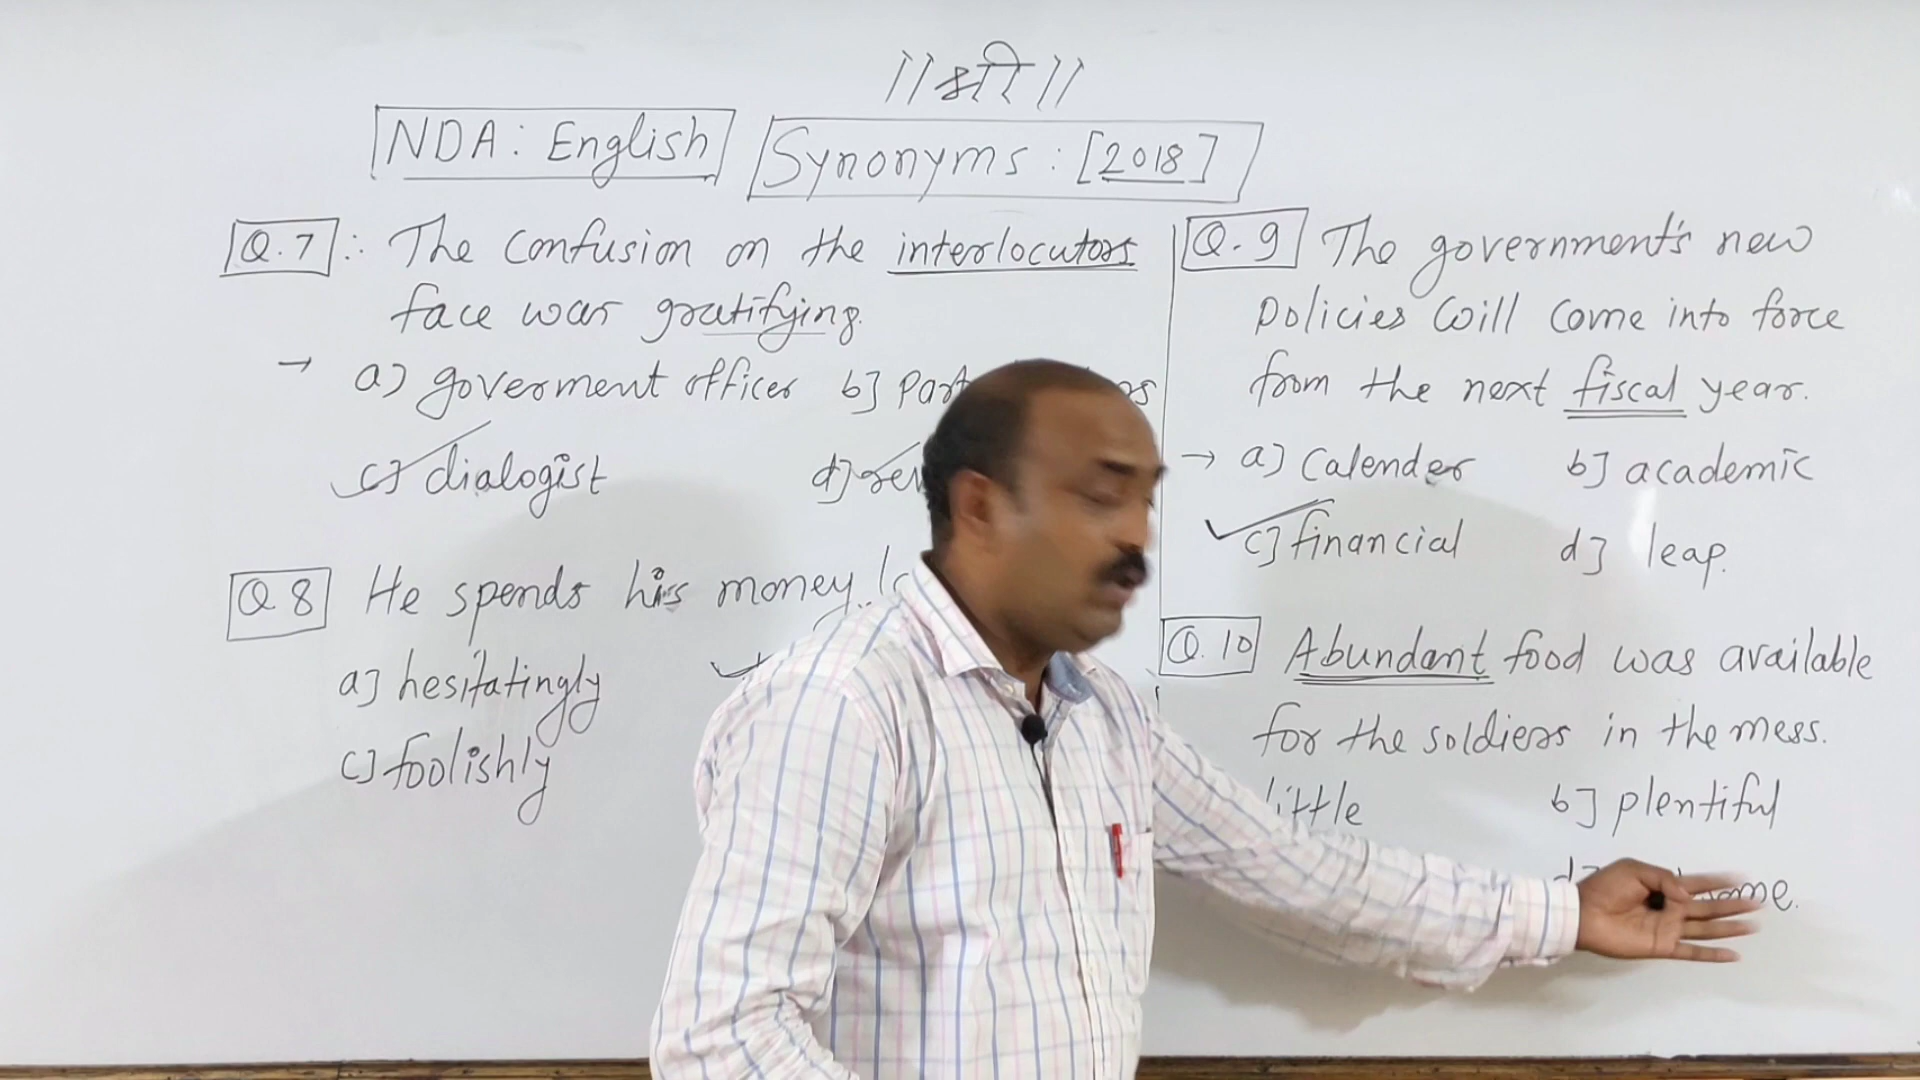 ||श्री||
NDA: English Synonyms: [2018]
Q.7 ∴ The confusion on the interlocutors
face was gratifying.
→ a) goverment officer b]
c] dialogist d]
Q.8 He spends his money
a] hesitatingly
c] foolishly
Q.9 The government's new
policies will come into force
from the next fiscal year.
→ a] Calender b] academic
c] financial d] leap.
Q.10 Abundant food was available
for the soldiers in the mess.
little b] plentiful